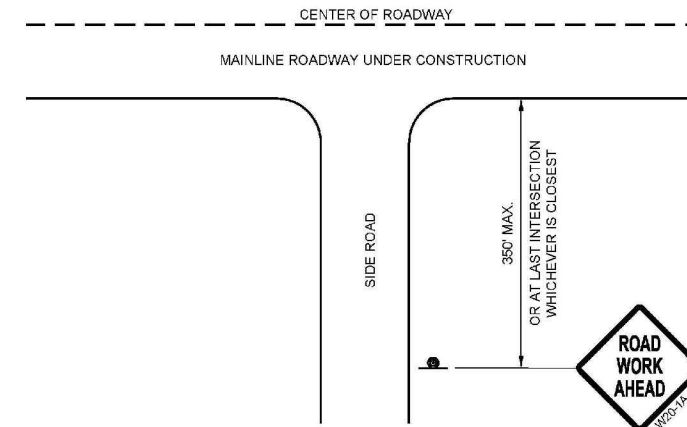 CENTER OF ROADWAY
MAINLINE ROADWAY UNDER CONSTRUCTION
SIDE ROAD
350' MAX.
OR AT LAST INTERSECTION
WHICHEVER IS CLOSEST
ROAD
WORK
AHEAD
W20-1A